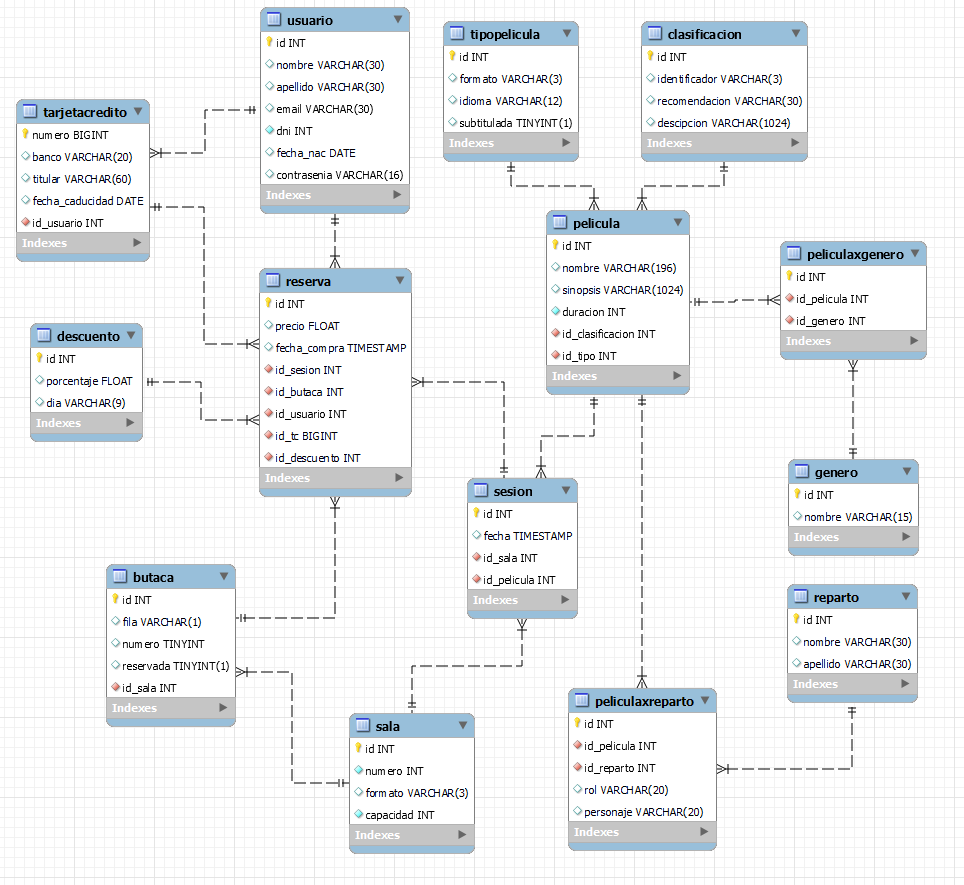 usuario
id INT
nombre VARCHAR(30)
apellido VARCHAR(30)
email VARCHAR(30)
dni INT
fecha_nac DATE
contrasenia VARCHAR(16)
Indexes
tipopelicula
id INT
formato VARCHAR(3)
idioma VARCHAR(12)
subtitulada TINYINT(1)
Indexes
clasificacion
id INT
identificador VARCHAR(3)
recomendacion VARCHAR(30)
descipcion VARCHAR(1024)
Indexes
tarjetacredito
numero BIGINT
banco VARCHAR(20)
titular VARCHAR(60)
fecha_caducidad DATE
id_usuario INT
Indexes
pelicula
id INT
nombre VARCHAR(196)
sinopsis VARCHAR(1024)
duracion INT
id_clasificacion INT
id_tipo INT
Indexes
peliculaxgenero
id INT
id_pelicula INT
id_genero INT
Indexes
reserva
id INT
precio FLOAT
fecha_compra TIMESTAMP
id_sesion INT
id_butaca INT
id_usuario INT
id_tc BIGINT
id_descuento INT
Indexes
descuento
id INT
porcentaje FLOAT
dia VARCHAR(9)
Indexes
genero
id INT
nombre VARCHAR(15)
Indexes
sesion
id INT
fecha TIMESTAMP
id_sala INT
id_pelicula INT
Indexes
butaca
id INT
fila VARCHAR(1)
numero TINYINT
reservada TINYINT(1)
id_sala INT
Indexes
reparto
id INT
nombre VARCHAR(30)
apellido VARCHAR(30)
Indexes
peliculaxreparto
id INT
id_pelicula INT
id_reparto INT
rol VARCHAR(20)
personaje VARCHAR(20)
Indexes
sala
id INT
numero INT
formato VARCHAR(3)
capacidad INT
Indexes